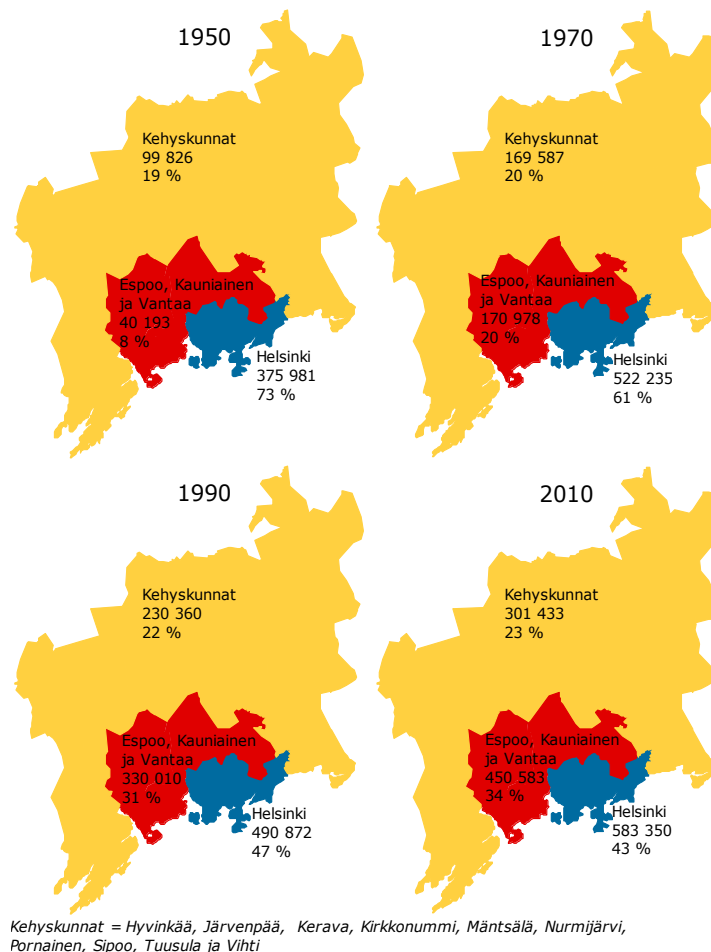 1950
Kehyskunnat
99 826
19 %
Espoo, Kauniainen
ja Vantaa
40 193
8 %
Helsinki
375 981
73 %
1970
Kehyskunnat
169 587
20 %
Espoo, Kauniainen
ja Vantaa
170 978
20 %
Helsinki
522 235
61 %
1990
Kehyskunnat
230 360
22 %
Espoo, Kauniainen
ja Vantaa
330 010
31 %
Helsinki
490 872
47 %
2010
Kehyskunnat
301 433
23 %
Espoo, Kauniainen
ja Vantaa
450 583
34 %
Helsinki
583 350
43 %
Kehyskunnat = Hyvinkää, Järvenpää, Kerava, Kirkkonummi, Mäntsälä, Nurmijärvi,
Pornainen, Sipoo, Tuusula ja Vihti